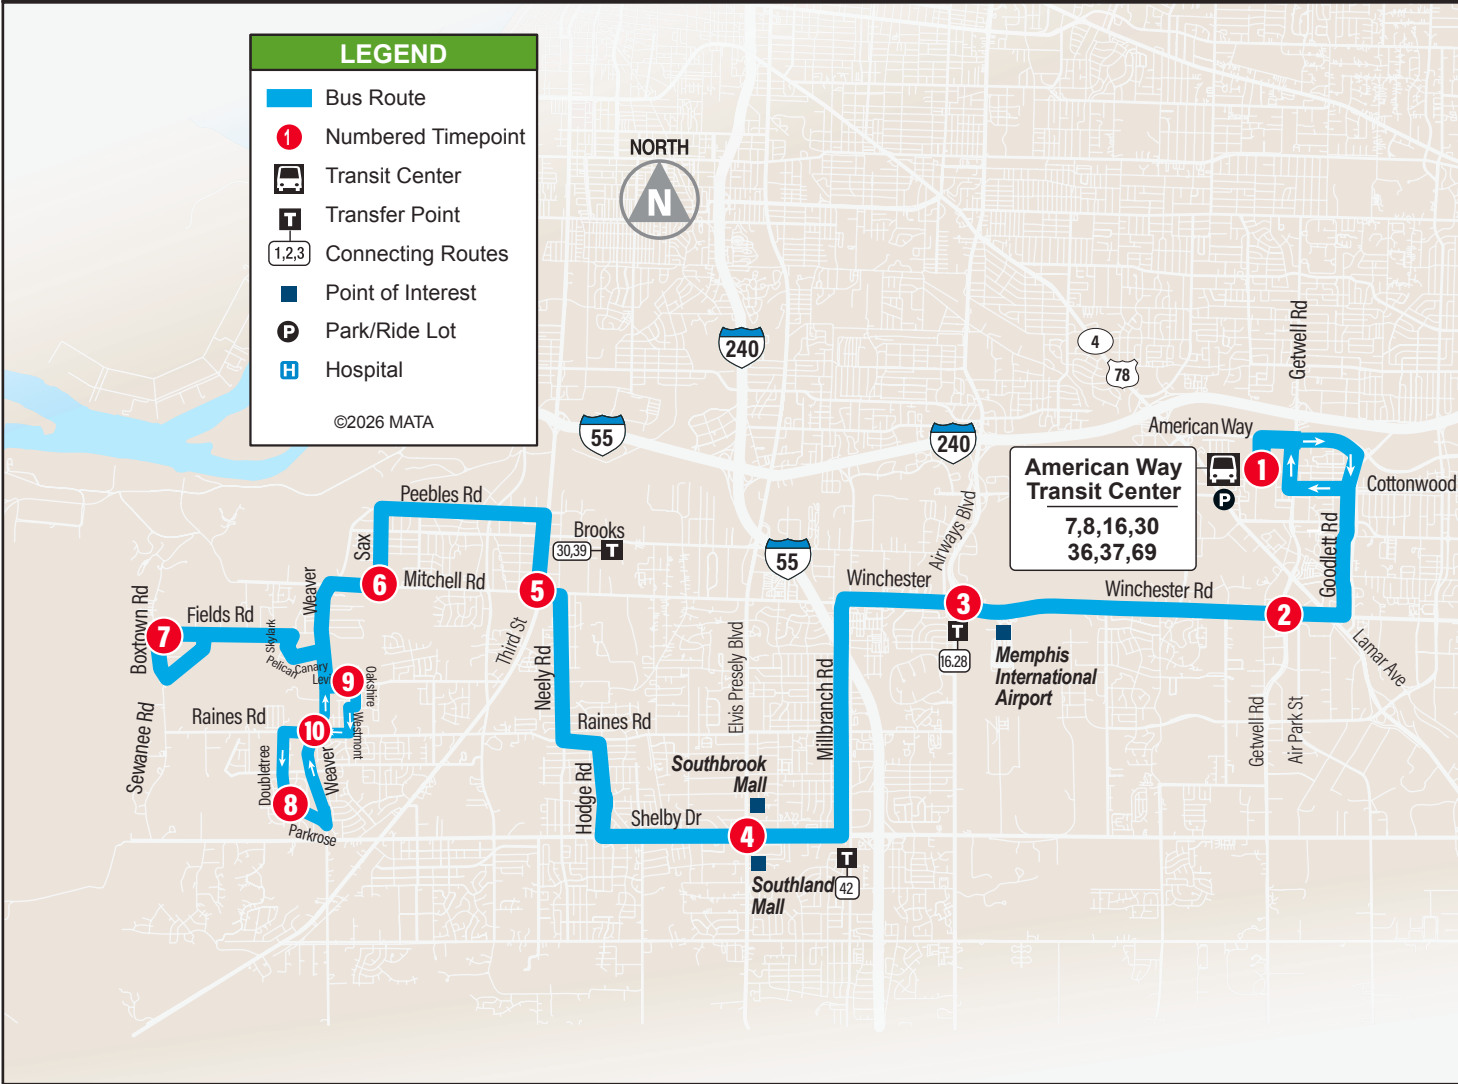 LEGEND
Bus Route
1
Numbered Timepoint
Transit Center
T
Transfer Point
1,2,3
Connecting Routes
Point of Interest
P
Park/Ride Lot
H
Hospital
©2026 MATA
NORTH
N
240
4
78
Getwell Rd
55
240
American Way
1
American Way
Transit Center
7,8,16,30
36,37,69
P
Cottonwood
Peebles Rd
Sax
Brooks
30,39
T
Airways Blvd
Goodlett Rd
55
6
Mitchell Rd
5
Weaver
Winchester
3
Winchester Rd
2
Boxtown Rd
7
Fields Rd
Skylark
Pelican
Canary
Levi
9
Oakshire
Third St
Neely Rd
Elvis Presely Blvd
Millbranch Rd
T
16.28
Memphis
International
Airport
Lamar Ave
Sewanee Rd
Raines Rd
10
Westmont
Weaver
Raines Rd
Getwell Rd
Air Park St
Doubletree
8
Parkrose
Hodge Rd
Southbrook
Mall
Shelby Dr
4
T
42
Southland
Mall